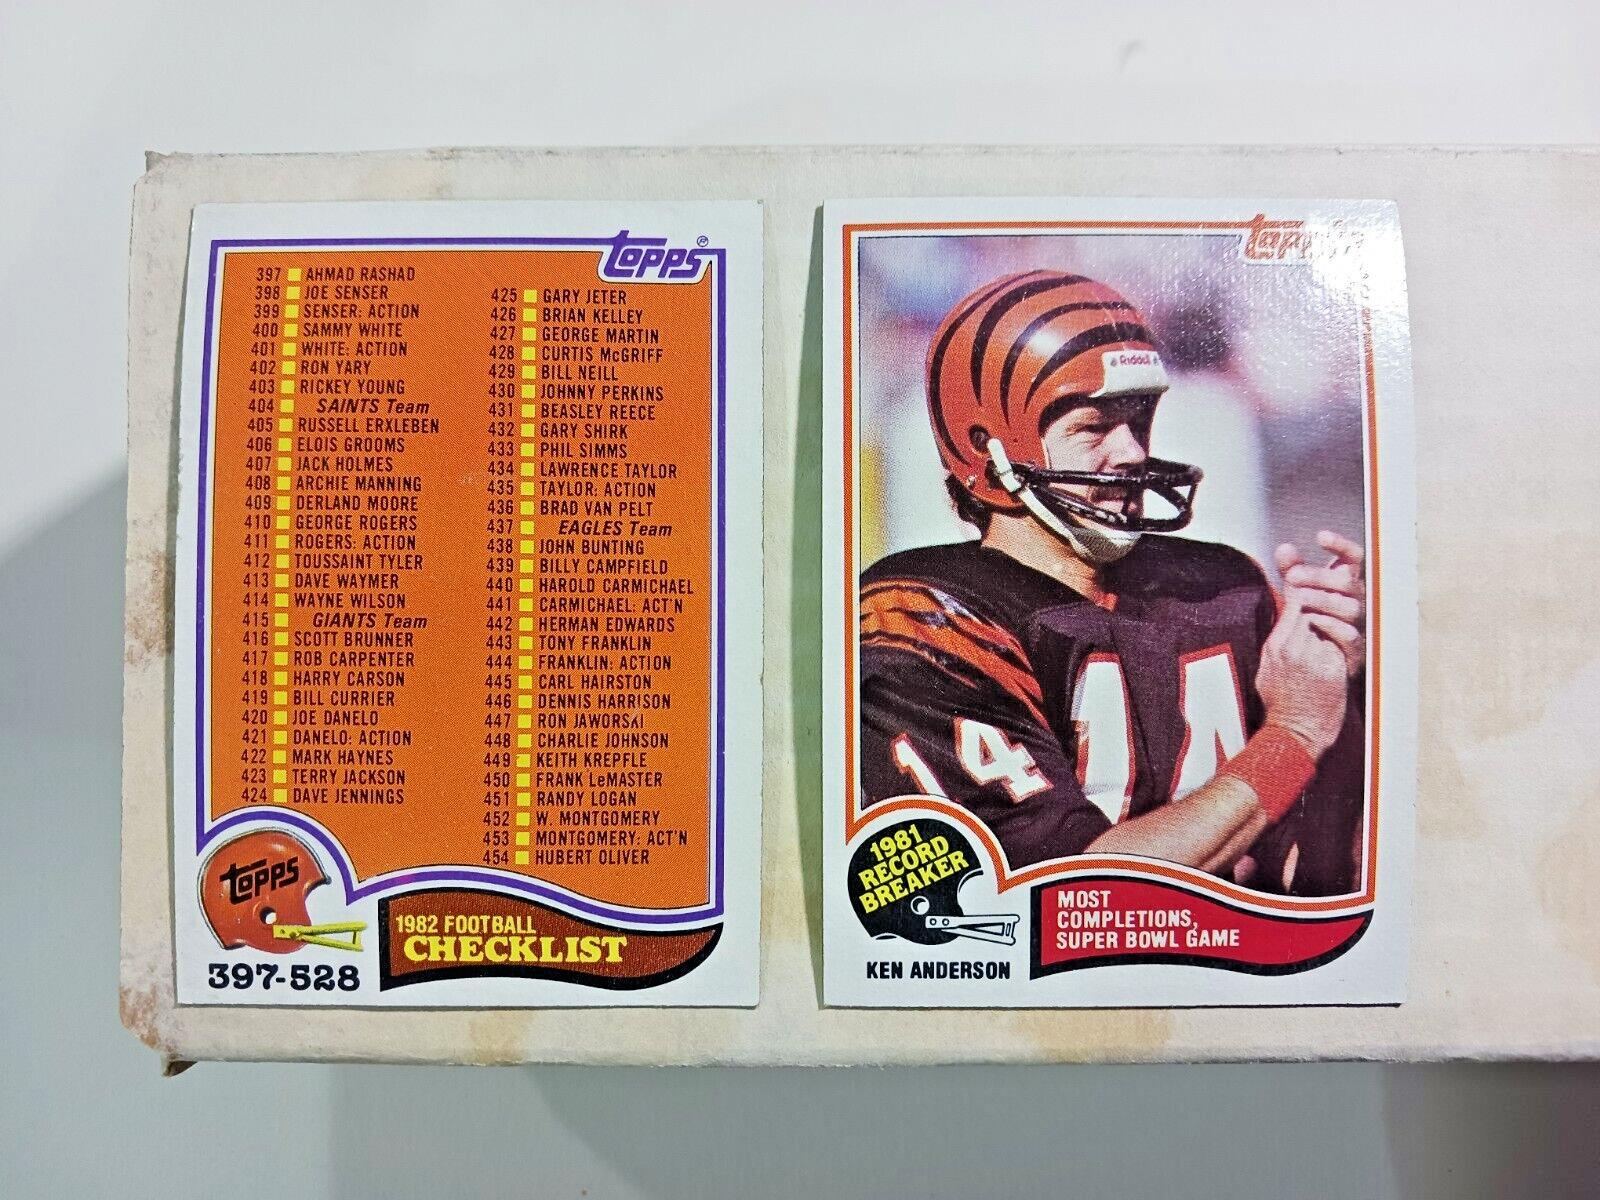 topps®
397 AHMAD RASHAD
398 JOE SENSER
399 SENSER: ACTION
400 SAMMY WHITE
401 WHITE: ACTION
402 RON YARY
403 RICKEY YOUNG
404 SAINTS Team
405 RUSSELL ERXLEBEN
406 ELOIS GROOMS
407 JACK HOLMES
408 ARCHIE MANNING
409 DERLAND MOORE
410 GEORGE ROGERS
411 ROGERS: ACTION
412 TOUSSAINT TYLER
413 DAVE WAYMER
414 WAYNE WILSON
415 GIANTS Team
416 SCOTT BRUNNER
417 ROB CARPENTER
418 HARRY CARSON
419 BILL CURRIER
420 JOE DANELO
421 DANELO: ACTION
422 MARK HAYNES
423 TERRY JACKSON
424 DAVE JENNINGS
425 GARY JETER
426 BRIAN KELLEY
427 GEORGE MARTIN
428 CURTIS McGRIFF
429 BILL NEILL
430 JOHNNY PERKINS
431 BEASLEY REECE
432 GARY SHIRK
433 PHIL SIMMS
434 LAWRENCE TAYLOR
435 TAYLOR: ACTION
436 BRAD VAN PELT
437 EAGLES Team
438 JOHN BUNTING
439 BILLY CAMPFIELD
440 HAROLD CARMICHAEL
441 CARMICHAEL: ACT'N
442 HERMAN EDWARDS
443 TONY FRANKLIN
444 FRANKLIN: ACTION
445 CARL HAIRSTON
446 DENNIS HARRISON
447 RON JAWORSKI
448 CHARLIE JOHNSON
449 KEITH KREPFLE
450 FRANK LeMASTER
451 RANDY LOGAN
452 W. MONTGOMERY
453 MONTGOMERY: ACT'N
454 HUBERT OLIVER
topps
1982 FOOTBALL
CHECKLIST
397-528
topps
Riddell
14
14
1981
RECORD
BREAKER
MOST
COMPLETIONS,
SUPER BOWL GAME
KEN ANDERSON